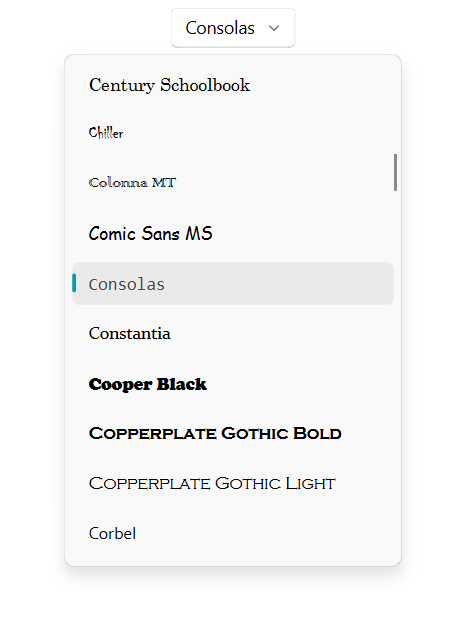 Consolas
Century Schoolbook
Chiller
Colonna MT
Comic Sans MS
Consolas
Constantia
Cooper Black
Copperplate Gothic Bold
Copperplate Gothic Light
Corbel